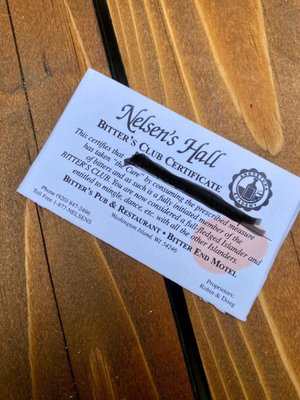 Nelsen's Hall
BITTER'S CLUB CERTIFICATE
This certifies that
has taken "the Cure" by consuming the prescribed measure
of bitters and as such is a fully initiated member of the
BITTER'S CLUB. You are now considered a full-fledged Islander and
entitled to mingle, dance, etc. with all the other Islanders.
BITTER'S PUB & RESTAURANT • BITTER END MOTEL
Washington Island, WI 54246
Phone (920) 847-2496
Toll Free 1-877-NELSENS
Proprietors:
Robin & Doug